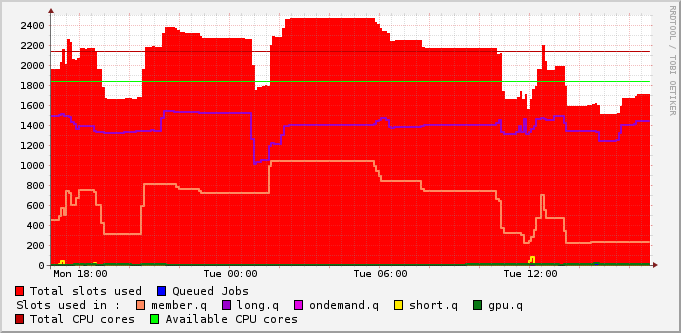 2400
2200
2000
1800
1600
1400
1200
1000
800
600
400
200
0
Mon 18:00 Tue 00:00 Tue 06:00 Tue 12:00
Total slots used Queued Jobs
Slots used in : member.q long.q ondemand.q short.q gpu.q
Total CPU cores Available CPU cores
RRDTOOL / TOBI OETIKER